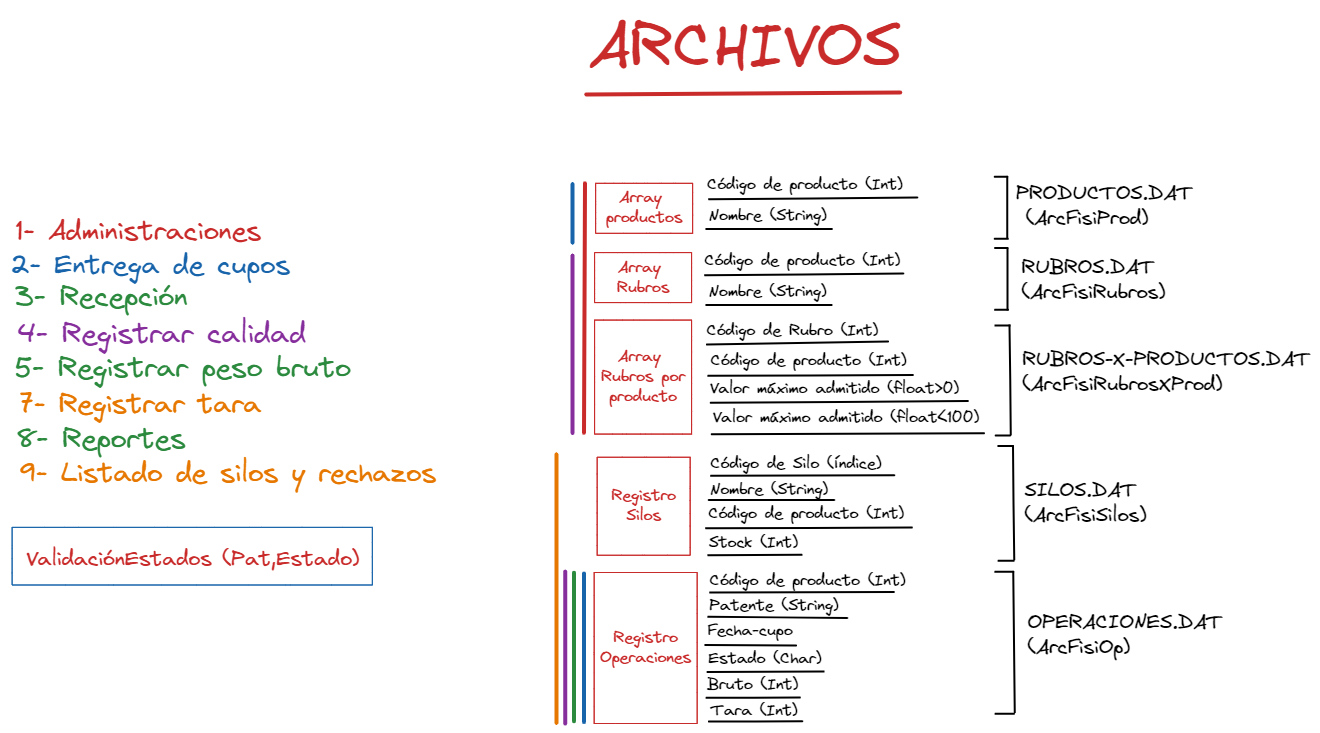 ARCHIVOS
1- Administraciones
2- Entrega de cupos
3- Recepción
4- Registrar calidad
5- Registrar peso bruto
7- Registrar tara
8- Reportes
9- Listado de silos y rechazos
ValidaciónEstados (Pat,Estado)
Array
productos
Código de producto (Int)
Nombre (String)
PRODUCTOS.DAT
(ArcFisiProd)
Array
Rubros
Código de producto (Int)
Nombre (String)
RUBROS.DAT
(ArcFisiRubros)
Array
Rubros por
producto
Código de Rubro (Int)
Código de producto (Int)
Valor máximo admitido (float>0)
Valor máximo admitido (float<100)
RUBROS-X-PRODUCTOS.DAT
(ArcFisiRubrosXProd)
Registro
Silos
Código de Silo (índice)
Nombre (String)
Código de producto (Int)
Stock (Int)
SILOS.DAT
(ArcFisiSilos)
Registro
Operaciones
Código de producto (Int)
Patente (String)
Fecha-cupo
Estado (Char)
Bruto (Int)
Tara (Int)
OPERACIONES.DAT
(ArcFisiOp)